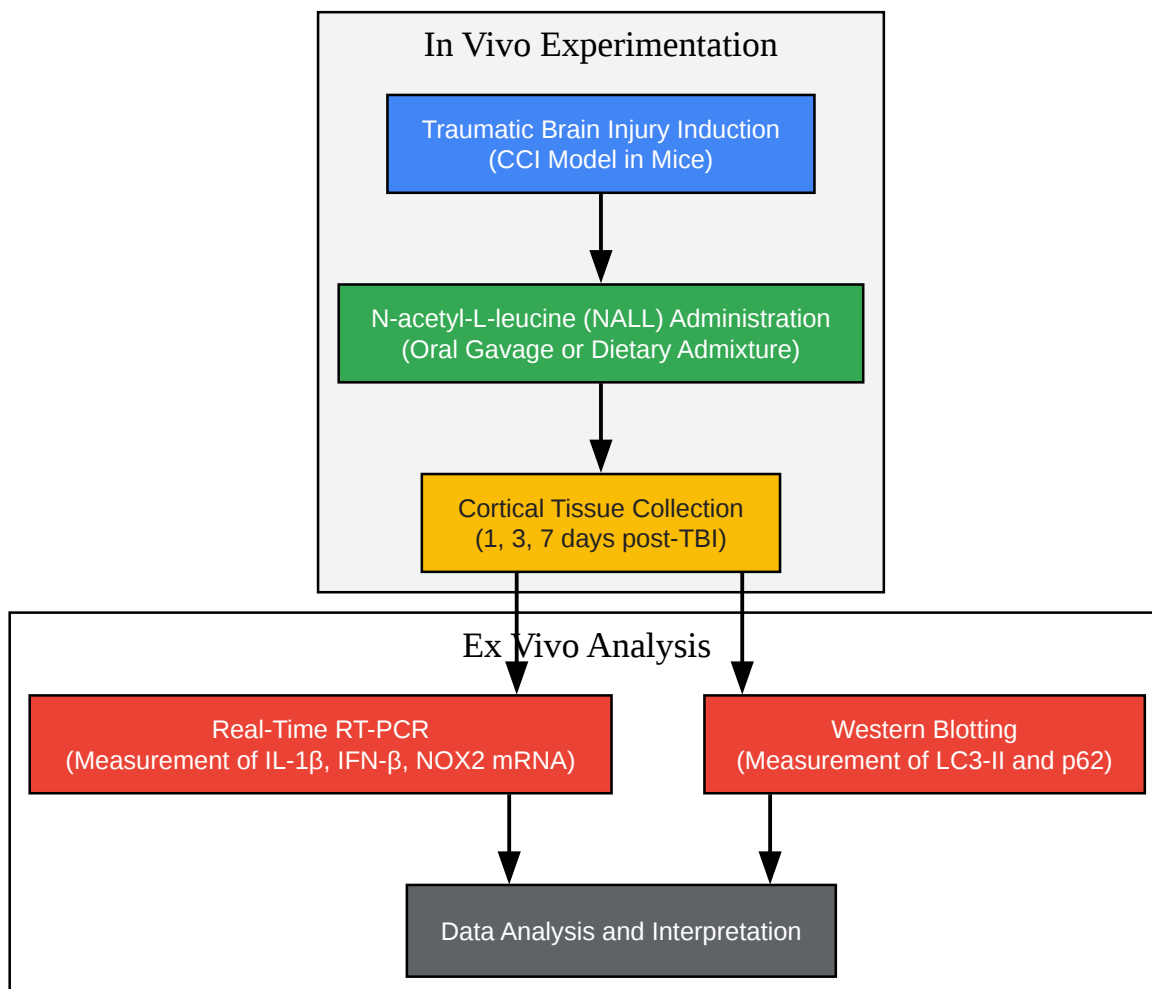 In Vivo Experimentation
Traumatic Brain Injury Induction
(CCI Model in Mice)
N-acetyl-L-leucine (NALL) Administration
(Oral Gavage or Dietary Admixture)
Cortical Tissue Collection
(1, 3, 7 days post-TBI)
Ex Vivo Analysis
Real-Time RT-PCR
(Measurement of IL-1β, IFN-β, NOX2 mRNA)
Western Blotting
(Measurement of LC3-II and p62)
Data Analysis and Interpretation